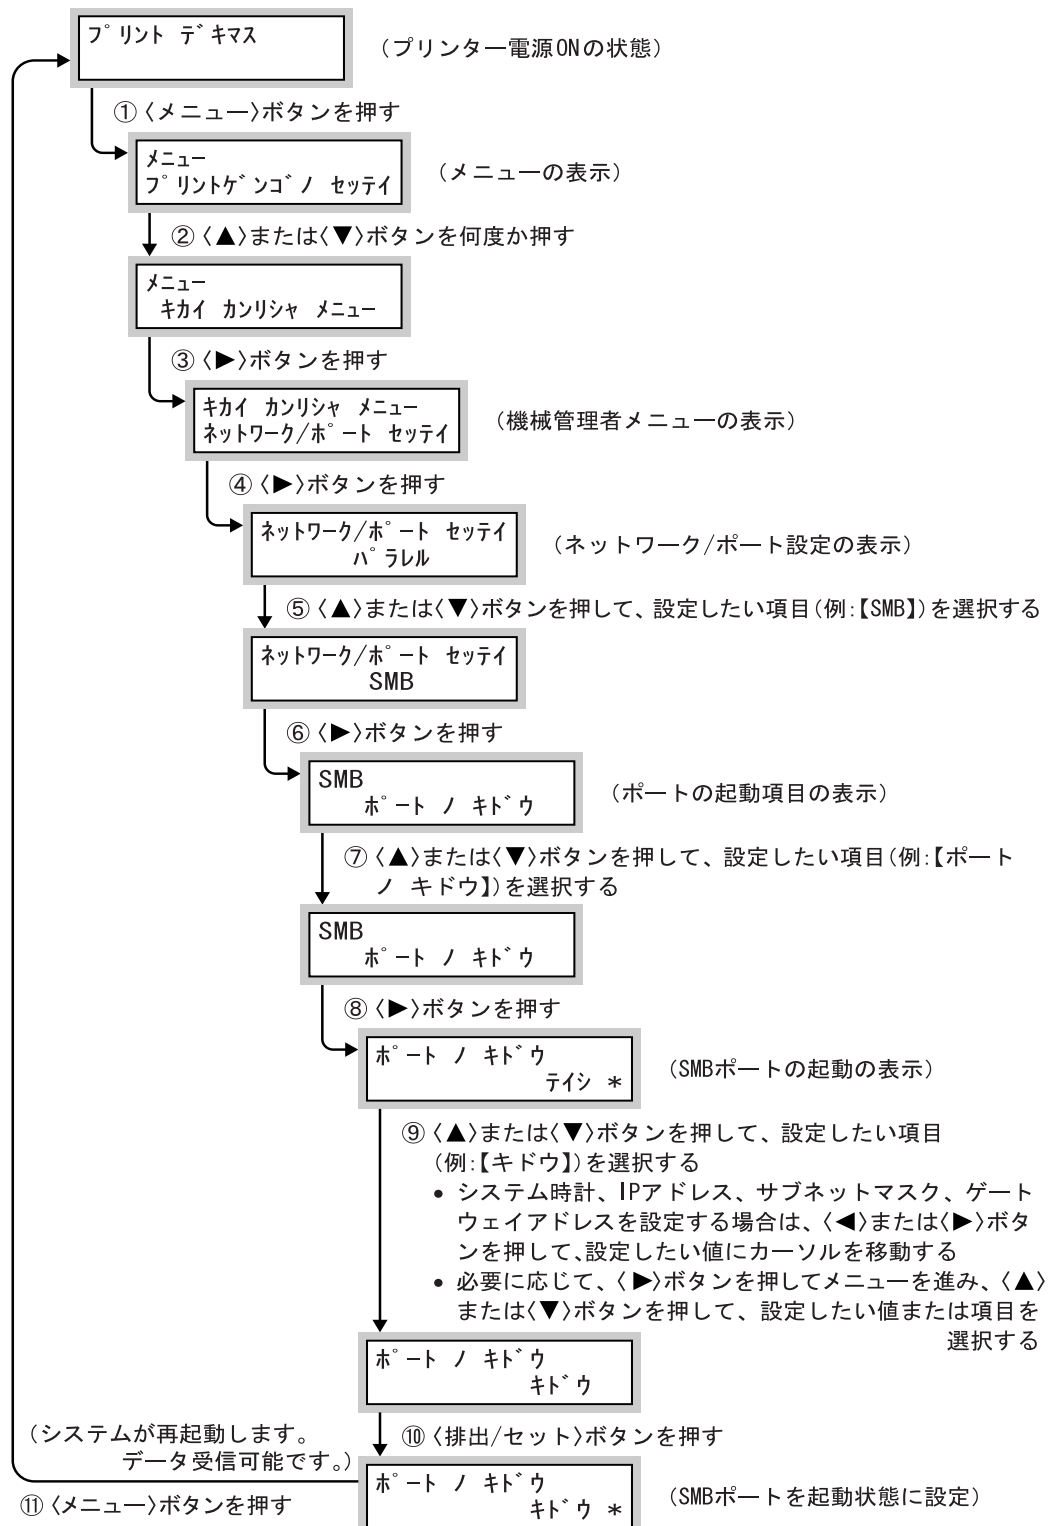 プリント デキマス
(プリンター電源ONの状態)
①〈メニュー〉ボタンを押す
メニュー
プリントゲンゴノ セッテイ
(メニューの表示)
②〈▲〉または〈▼〉ボタンを何度か押す
メニュー
キカイ カンリシャ メニュー
③〈▶〉ボタンを押す
キカイ カンリシャ メニュー
ネットワーク/ポート セッテイ
(機械管理者メニューの表示)
④〈▶〉ボタンを押す
ネットワーク/ポート セッテイ
パラレル
(ネットワーク/ポート設定の表示)
⑤〈▲〉または〈▼〉ボタンを押して、設定したい項目(例:【SMB】)を選択する
ネットワーク/ポート セッテイ
SMB
⑥〈▶〉ボタンを押す
SMB
ポート ノ キドウ
(ポートの起動項目の表示)
⑦〈▲〉または〈▼〉ボタンを押して、設定したい項目(例:【ポート
ノ キドウ】)を選択する
SMB
ポート ノ キドウ
⑧〈▶〉ボタンを押す
ポート ノ キドウ
テイシ *
(SMBポートの起動の表示)
⑨〈▲〉または〈▼〉ボタンを押して、設定したい項目
(例:【キドウ】)を選択する
• システム時計、IPアドレス、サブネットマスク、ゲート
ウェイアドレスを設定する場合は、〈◀〉または〈▶〉ボタ
ンを押して、設定したい値にカーソルを移動する
• 必要に応じて、〈▶〉ボタンを押してメニューを進み、〈▲〉
または〈▼〉ボタンを押して、設定したい値または項目を
選択する
ポート ノ キドウ
キドウ
⑩〈排出/セット〉ボタンを押す
ポート ノ キドウ
キドウ *
(SMBポートを起動状態に設定)
(システムが再起動します。
データ受信可能です。)
⑪〈メニュー〉ボタンを押す